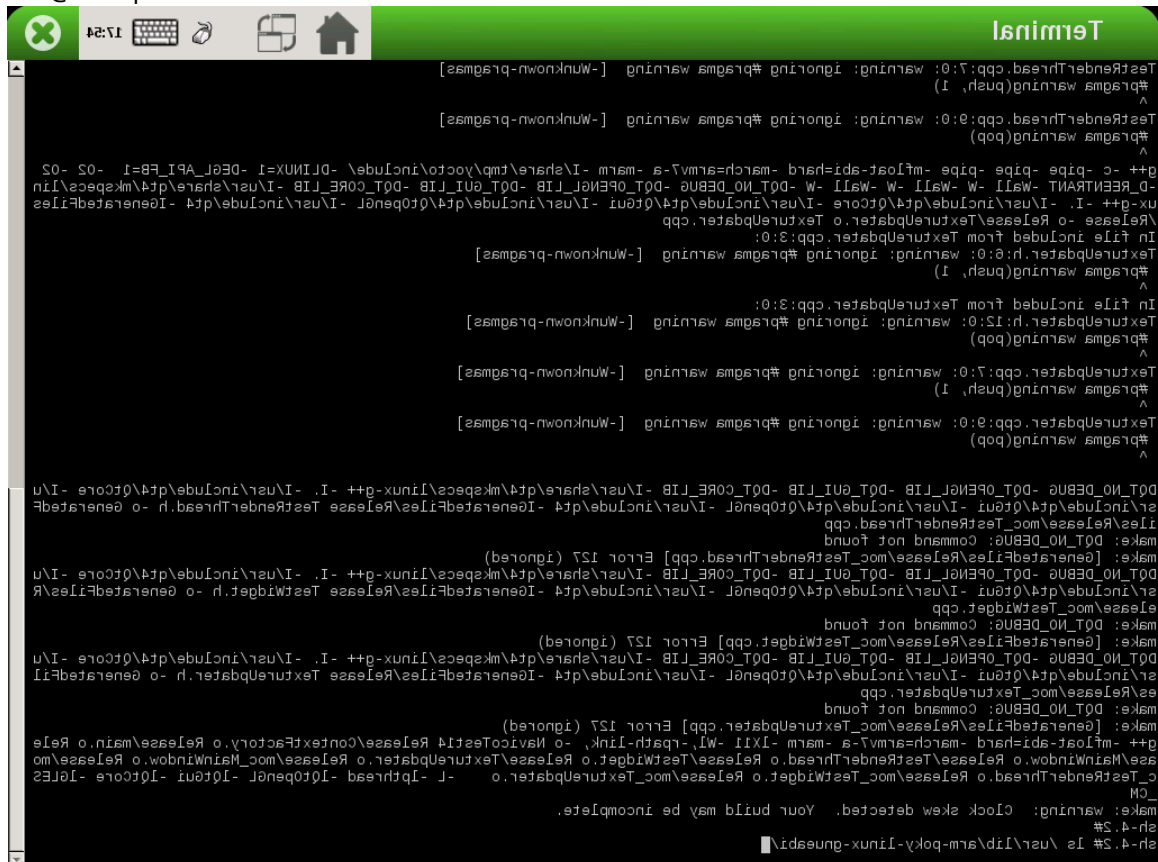 Terminal
17:54
TestRenderThread.cpp:7:0: warning: ignoring #pragma warning  [-Wunknown-pragmas]
 #pragma warning(push, 1)
 ^
TestRenderThread.cpp:9:0: warning: ignoring #pragma warning  [-Wunknown-pragmas]
 #pragma warning(pop)
 ^
g++ -c -pipe -pipe -pipe -mfloat-abi=hard -march=armv7-a -marm -I/share/tmp/yocto/include/ -DLINUX=1 -DEGL_API_FB=1  -O2 -O2
-D_REENTRANT -Wall -W -Wall -W -Wall -W -DQT_NO_DEBUG -DQT_OPENGL_LIB -DQT_GUI_LIB -DQT_CORE_LIB -I/usr/share/qt4/mkspecs/lin
ux-g++ -I. -I/usr/include/qt4/QtCore -I/usr/include/qt4/QtGui -I/usr/include/qt4/QtOpenGL -I/usr/include/qt4 -IGeneratedFiles
/Release -o Release/TextureUpdater.o TextureUpdater.cpp
In file included from TextureUpdater.cpp:3:0:
TextureUpdater.h:6:0: warning: ignoring #pragma warning  [-Wunknown-pragmas]
 #pragma warning(push, 1)
 ^
In file included from TextureUpdater.cpp:3:0:
TextureUpdater.h:12:0: warning: ignoring #pragma warning  [-Wunknown-pragmas]
 #pragma warning(pop)
 ^
TextureUpdater.cpp:7:0: warning: ignoring #pragma warning  [-Wunknown-pragmas]
 #pragma warning(push, 1)
 ^
TextureUpdater.cpp:9:0: warning: ignoring #pragma warning  [-Wunknown-pragmas]
 #pragma warning(pop)
 ^
DQT_NO_DEBUG -DQT_OPENGL_LIB -DQT_GUI_LIB -DQT_CORE_LIB -I/usr/share/qt4/mkspecs/linux-g++ -I. -I/usr/include/qt4/QtCore -I/u
sr/include/qt4/QtGui -I/usr/include/qt4/QtOpenGL -I/usr/include/qt4 -IGeneratedFiles/Release TestRenderThread.h -o GeneratedF
iles/Release/moc_TestRenderThread.cpp
make: DQT_NO_DEBUG: Command not found
make: [GeneratedFiles/Release/moc_TestRenderThread.cpp] Error 127 (ignored)
DQT_NO_DEBUG -DQT_OPENGL_LIB -DQT_GUI_LIB -DQT_CORE_LIB -I/usr/share/qt4/mkspecs/linux-g++ -I. -I/usr/include/qt4/QtCore -I/u
sr/include/qt4/QtGui -I/usr/include/qt4/QtOpenGL -I/usr/include/qt4 -IGeneratedFiles/Release TestWidget.h -o GeneratedFiles/R
elease/moc_TestWidget.cpp
make: DQT_NO_DEBUG: Command not found
make: [GeneratedFiles/Release/moc_TestWidget.cpp] Error 127 (ignored)
DQT_NO_DEBUG -DQT_OPENGL_LIB -DQT_GUI_LIB -DQT_CORE_LIB -I/usr/share/qt4/mkspecs/linux-g++ -I. -I/usr/include/qt4/QtCore -I/u
sr/include/qt4/QtGui -I/usr/include/qt4/QtOpenGL -I/usr/include/qt4 -IGeneratedFiles/Release TextureUpdater.h -o GeneratedFil
es/Release/moc_TextureUpdater.cpp
make: DQT_NO_DEBUG: Command not found
make: [GeneratedFiles/Release/moc_TextureUpdater.cpp] Error 127 (ignored)
g++ -mfloat-abi=hard -march=armv7-a -marm -lX11 -Wl,-rpath-link, -o NavicoTest14 Release/ContextFactory.o Release/main.o Rele
ase/MainWindow.o Release/TestRenderThread.o Release/TestWidget.o Release/TextureUpdater.o Release/moc_MainWindow.o Release/mo
c_TestRenderThread.o Release/moc_TestWidget.o Release/moc_TextureUpdater.o    -L -lpthread -lQtOpenGL -lQtGui -lQtCore -lGLES
_CM
make: warning:  Clock skew detected.  Your build may be incomplete.
sh-4.2#
sh-4.2# ls /usr/lib/arm-poky-linux-gnueabi/